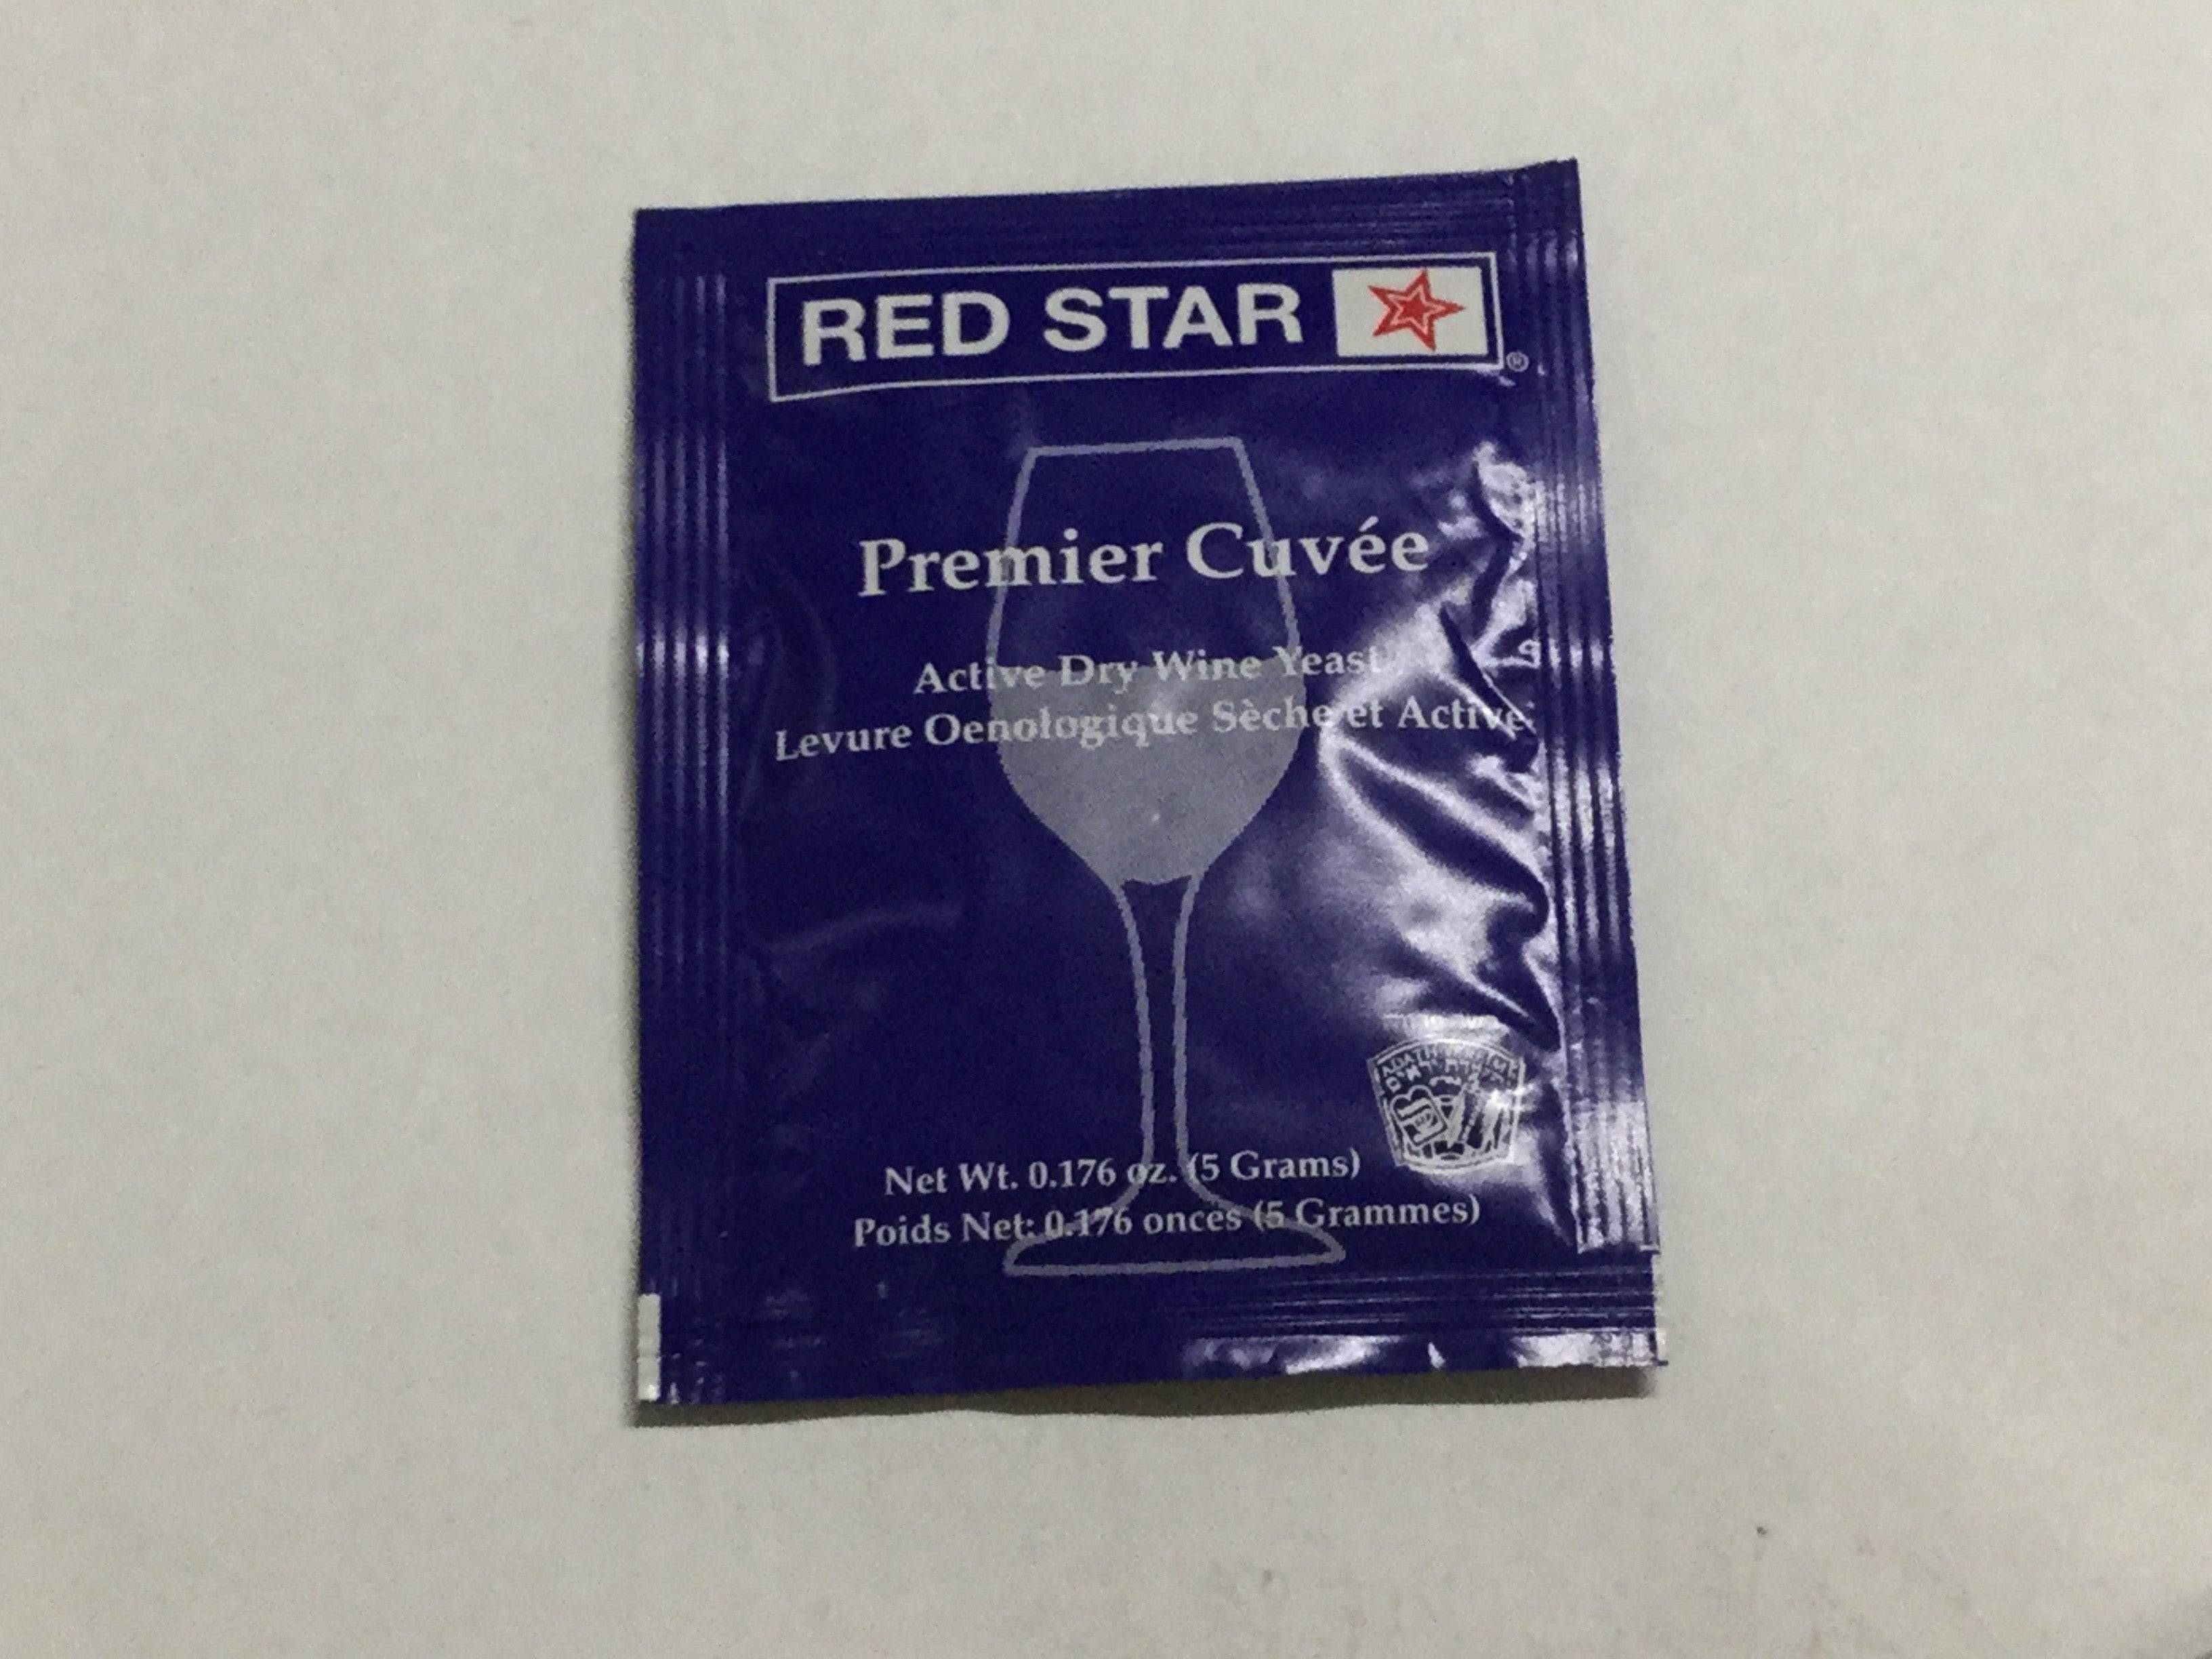 RED STAR
®
Premier Cuvée
Active Dry Wine Yeast
Levure Oenologique Sèche et Active
Net Wt. 0.176 oz. (5 Grams)
Poids Net: 0.176 onces (5 Grammes)